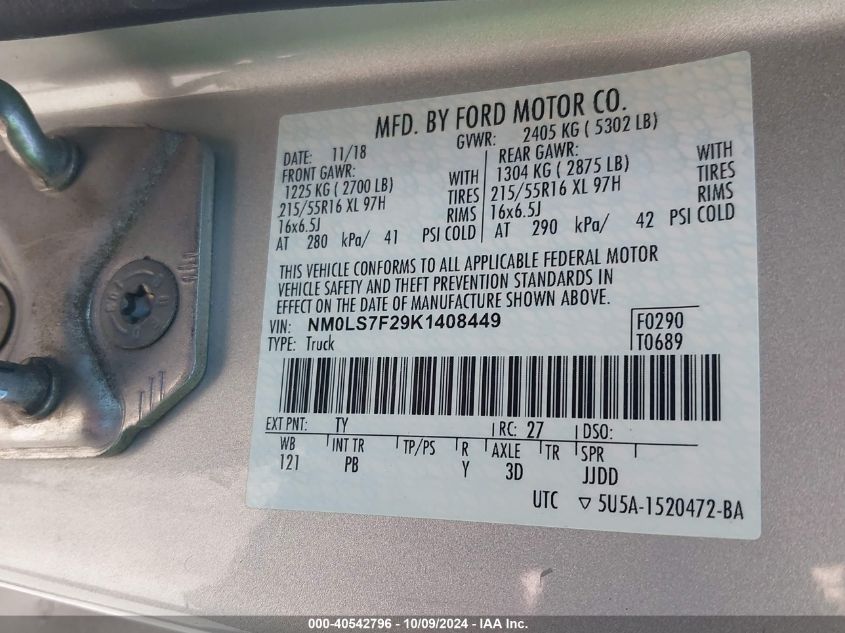 MFD. BY FORD MOTOR CO.
DATE: 11/18 GVWR: 2405 KG ( 5302 LB)
FRONT GAWR: REAR GAWR:
1225 KG ( 2700 LB) WITH 1304 KG ( 2875 LB) WITH
215/55R16 XL 97H TIRES 215/55R16 XL 97H TIRES
16x6.5J RIMS 16x6.5J RIMS
AT 280 kPa/ 41 PSI COLD AT 290 kPa/ 42 PSI COLD
THIS VEHICLE CONFORMS TO ALL APPLICABLE FEDERAL MOTOR
VEHICLE SAFETY AND THEFT PREVENTION STANDARDS IN
EFFECT ON THE DATE OF MANUFACTURE SHOWN ABOVE.
VIN: NM0LS7F29K1408449 F0290
TYPE: Truck T0689
EXT PNT: TY RC: 27 DSO:
WB INT TR TP/PS R AXLE TR SPR
121 PB Y 3D JJDD
UTC 5U5A-1520472-BA
000-40542796 - 10/09/2024 - IAA Inc.